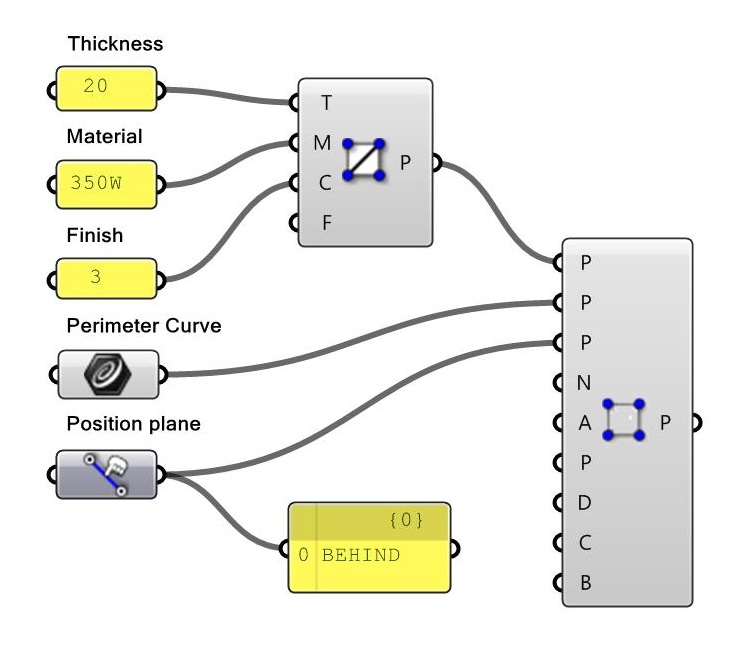 Thickness
20
Material
350W
Finish
3
T
M
C
F
P
Perimeter Curve
Position plane
{0}
0 BEHIND
P
P
P
N
A
P
D
C
B
P